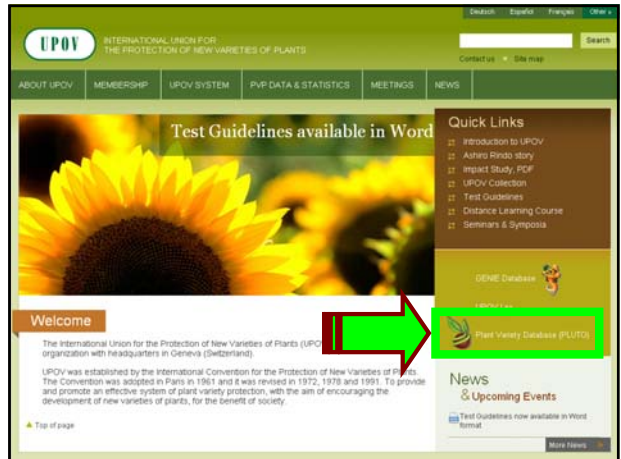 Deutsch Español Français Other
UPOV
INTERNATIONAL UNION FOR
THE PROTECTION OF NEW VARIETIES OF PLANTS
Search
Contact us Site map
ABOUT UPOV MEMBERSHIP UPOV SYSTEM PVP DATA & STATISTICS MEETINGS NEWS
Test Guidelines available in Word
Quick Links
Introduction to UPOV
Ashiro Rindo story
Impact Study, PDF
UPOV Collection
Test Guidelines
Distance Learning Course
Seminars & Symposia
GENIE Database
UPOV Lex
Plant Variety Database (PLUTO)
Welcome
The International Union for the Protection of New Varieties of Plants (UPOV)
organization with headquarters in Geneva (Switzerland).
UPOV was established by the International Convention for the Protection of New Varieties of Plants.
The Convention was adopted in Paris in 1961 and it was revised in 1972, 1978 and 1991. To provide
and promote an effective system of plant variety protection, with the aim of encouraging the
development of new varieties of plants, for the benefit of society.
Top of page
News
& Upcoming Events
Test Guidelines now available in Word
format
More News